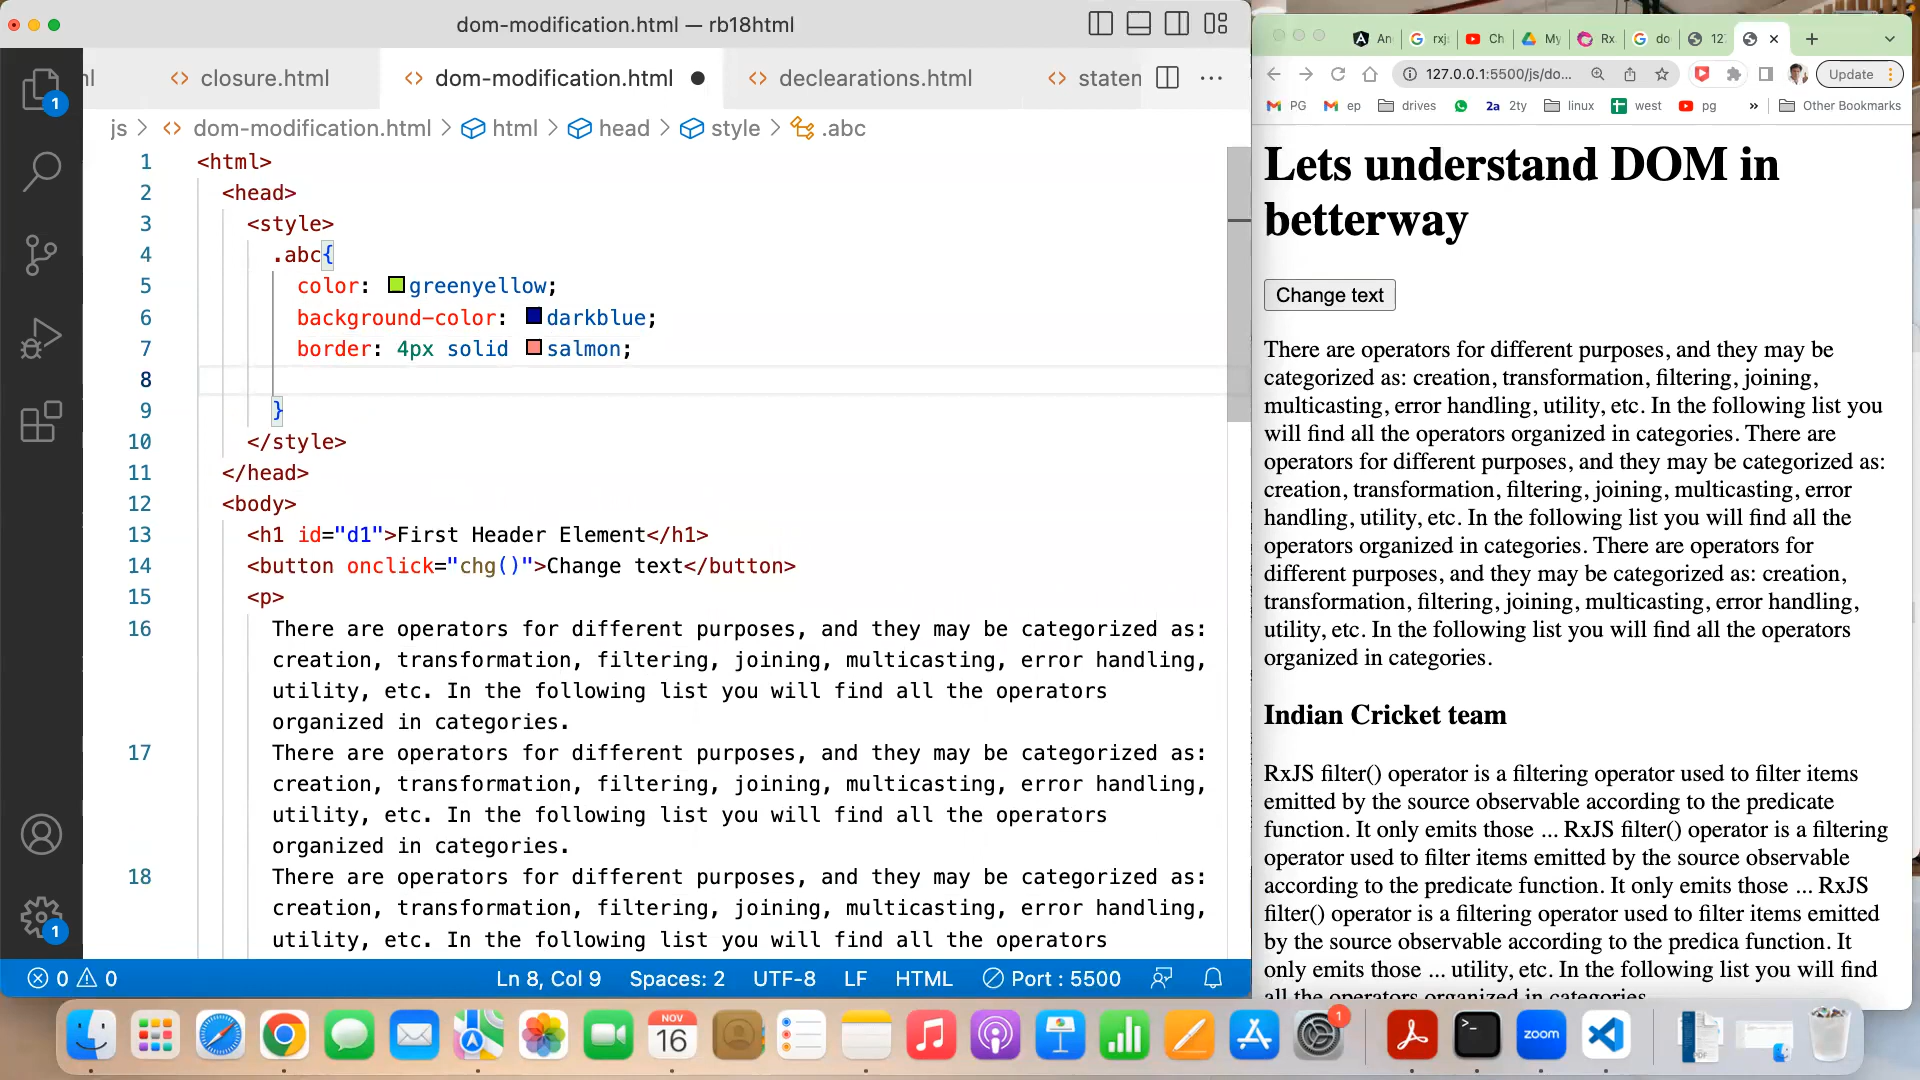 dom-modification.html — rb18html
closure.html
dom-modification.html
declearations.html
statem
js > dom-modification.html > html > head > style > .abc
1 <html>
2 <head>
3 <style>
4 .abc{
5 color: greenyellow;
6 background-color: darkblue;
7 border: 4px solid salmon;
8
9 }
10 </style>
11 </head>
12 <body>
13 <h1 id="d1">First Header Element</h1>
14 <button onclick="chg()">Change text</button>
15 <p>
16 There are operators for different purposes, and they may be categorized as:
creation, transformation, filtering, joining, multicasting, error handling,
utility, etc. In the following list you will find all the operators
organized in categories.
17 There are operators for different purposes, and they may be categorized as:
creation, transformation, filtering, joining, multicasting, error handling,
utility, etc. In the following list you will find all the operators
organized in categories.
18 There are operators for different purposes, and they may be categorized as:
creation, transformation, filtering, joining, multicasting, error handling,
utility, etc. In the following list you will find all the operators
1
1
0 0
Ln 8, Col 9 Spaces: 2 UTF-8 LF HTML Port : 5500
An rxj Ch My Rx do 12
127.0.0.1:5500/js/do... Update
PG ep drives 2a 2ty linux west pg » Other Bookmarks
Lets understand DOM in
betterway
Change text
There are operators for different purposes, and they may be
categorized as: creation, transformation, filtering, joining,
multicasting, error handling, utility, etc. In the following list you
will find all the operators organized in categories. There are
operators for different purposes, and they may be categorized as:
creation, transformation, filtering, joining, multicasting, error
handling, utility, etc. In the following list you will find all the
operators organized in categories. There are operators for
different purposes, and they may be categorized as: creation,
transformation, filtering, joining, multicasting, error handling,
utility, etc. In the following list you will find all the operators
organized in categories.
Indian Cricket team
RxJS filter() operator is a filtering operator used to filter items
emitted by the source observable according to the predicate
function. It only emits those ... RxJS filter() operator is a filtering
operator used to filter items emitted by the source observable
according to the predicate function. It only emits those ... RxJS
filter() operator is a filtering operator used to filter items emitted
by the source observable according to the predica function. It
only emits those ... utility, etc. In the following list you will find
all the operators organized in categories
NOV
16
1
zoom